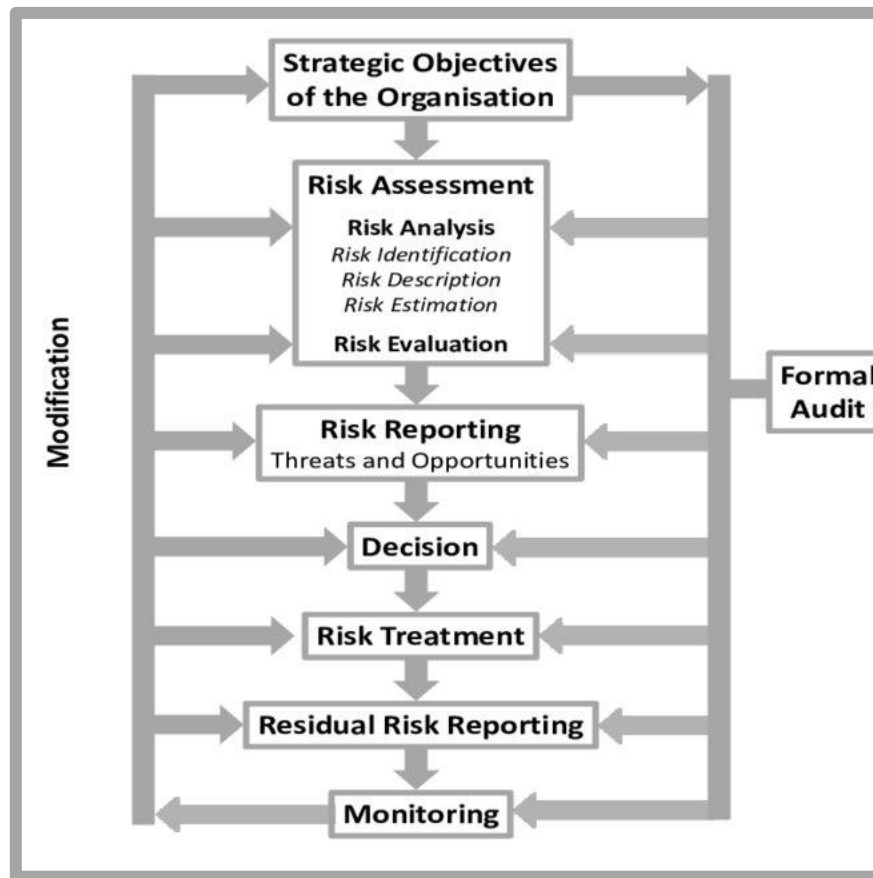 Strategic Objectives
of the Organisation
Risk Assessment
Risk Analysis
Risk Identification
Risk Description
Risk Estimation
Risk Evaluation
Modification
Formal
Audit
Risk Reporting
Threats and Opportunities
Decision
Risk Treatment
Residual Risk Reporting
Monitoring